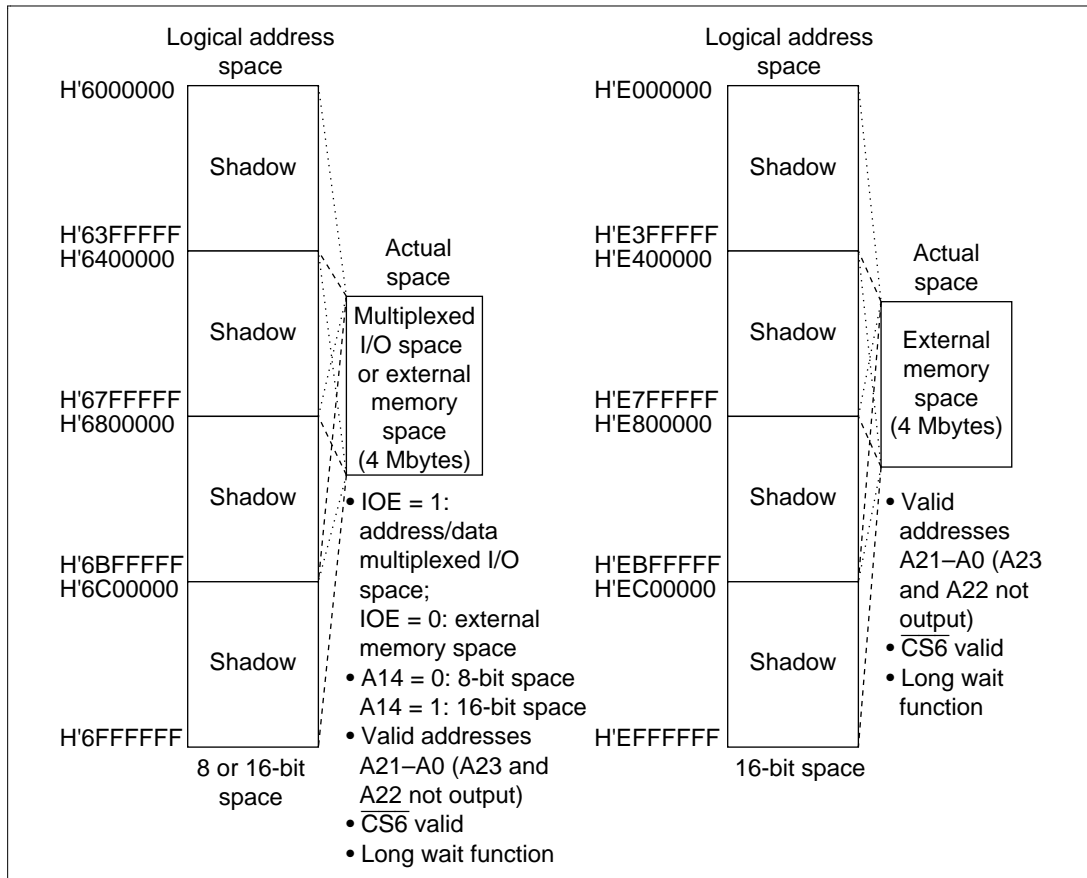 Logical address
space
H'6000000
Shadow
H'63FFFFF
H'6400000
Shadow
H'67FFFFF
H'6800000
Shadow
H'6BFFFFF
H'6C00000
Shadow
H'6FFFFFF
8 or 16-bit
space
Actual
space
Multiplexed
I/O space
or external
memory
space
(4 Mbytes)
• IOE = 1:
address/data
multiplexed I/O
space;
IOE = 0: external
memory space
• A14 = 0: 8-bit space
A14 = 1: 16-bit space
• Valid addresses
A21–A0 (A23 and
A22 not output)
• CS6 valid
• Long wait function
Logical address
space
H'E000000
Shadow
H'E3FFFFF
H'E400000
Shadow
H'E7FFFFF
H'E800000
Shadow
H'EBFFFFF
H'EC00000
Shadow
H'EFFFFFF
16-bit space
Actual
space
External
memory
space
(4 Mbytes)
• Valid
addresses
A21–A0 (A23
and A22 not
output)
• CS6 valid
• Long wait
function